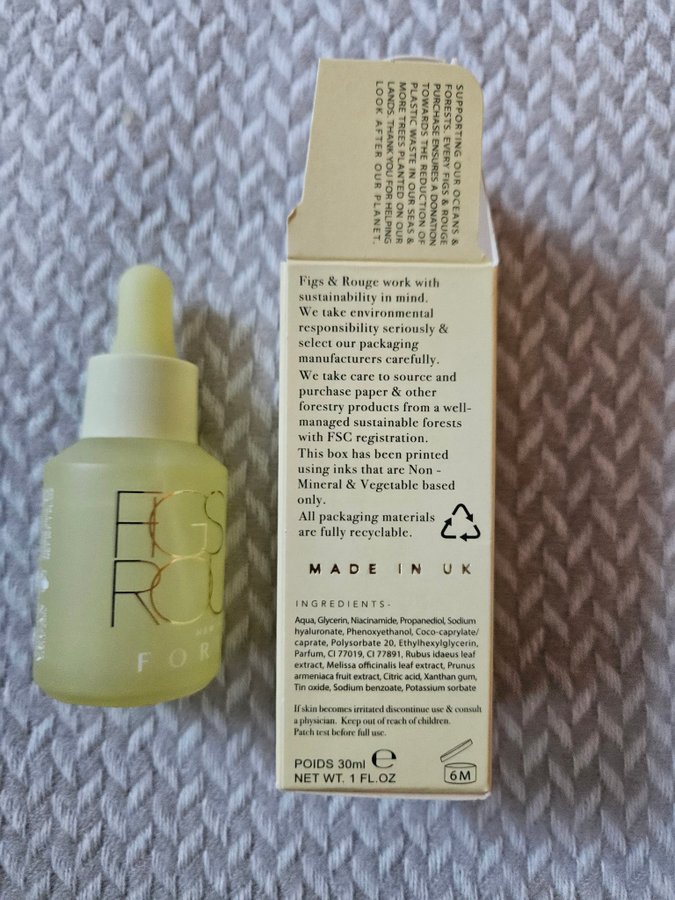 SUPPORTING OUR OCEANS &
FORESTS. EVERY FIGS & ROUGE
PURCHASE ENSURES A DONATION
TOWARDS THE REDUCTION OF
PLASTIC WASTE IN OUR SEAS &
MORE TREES PLANTED ON OUR
LANDS. THANK YOU FOR HELPING
LOOK AFTER OUR PLANET.
Figs & Rouge work with
sustainability in mind.
We take environmental
responsibility seriously &
select our packaging
manufacturers carefully.
We take care to source and
purchase paper & other
forestry products from a well-
managed sustainable forests
with FSC registration.
This box has been printed
using inks that are Non -
Mineral & Vegetable based
only.
All packaging materials
are fully recyclable.
MADE IN UK
INGREDIENTS-
Aqua, Glycerin, Niacinamide, Propanediol, Sodium
hyaluronate, Phenoxyethanol, Coco-caprylate/
caprate, Polysorbate 20, Ethylhexylglycerin,
Parfum, CI 77019, CI 77891, Rubus idaeus leaf
extract, Melissa officinalis leaf extract, Prunus
armeniaca fruit extract, Citric acid, Xanthan gum,
Tin oxide, Sodium benzoate, Potassium sorbate
If skin becomes irritated discontinue use & consult
a physician. Keep out of reach of children.
Patch test before full use.
POIDS 30ml e
NET WT. 1 FL.OZ
6M
FIGS
ROU
FOR